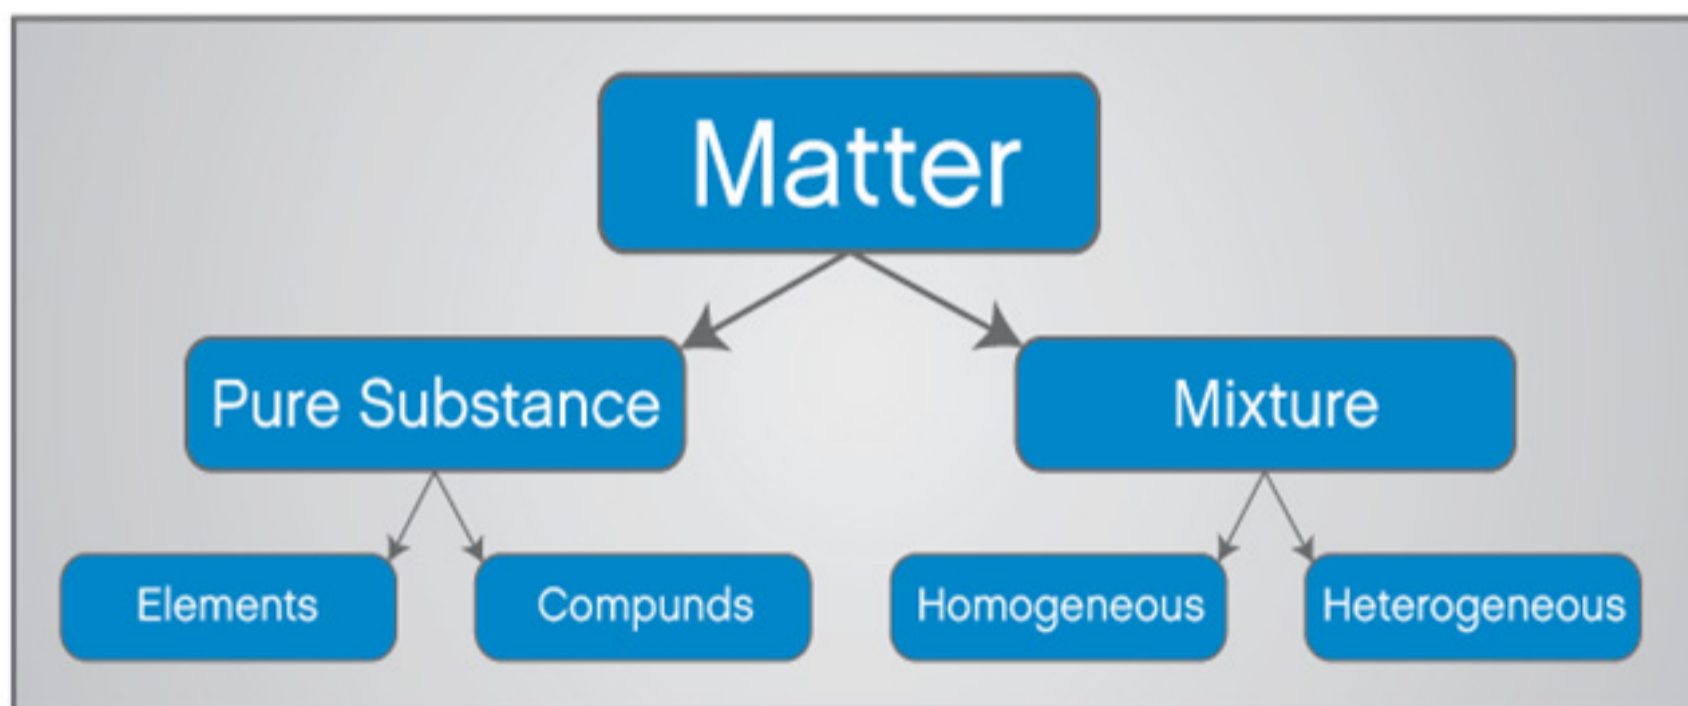 Matter
Pure Substance
Mixture
Elements
Compunds
Homogeneous
Heterogeneous